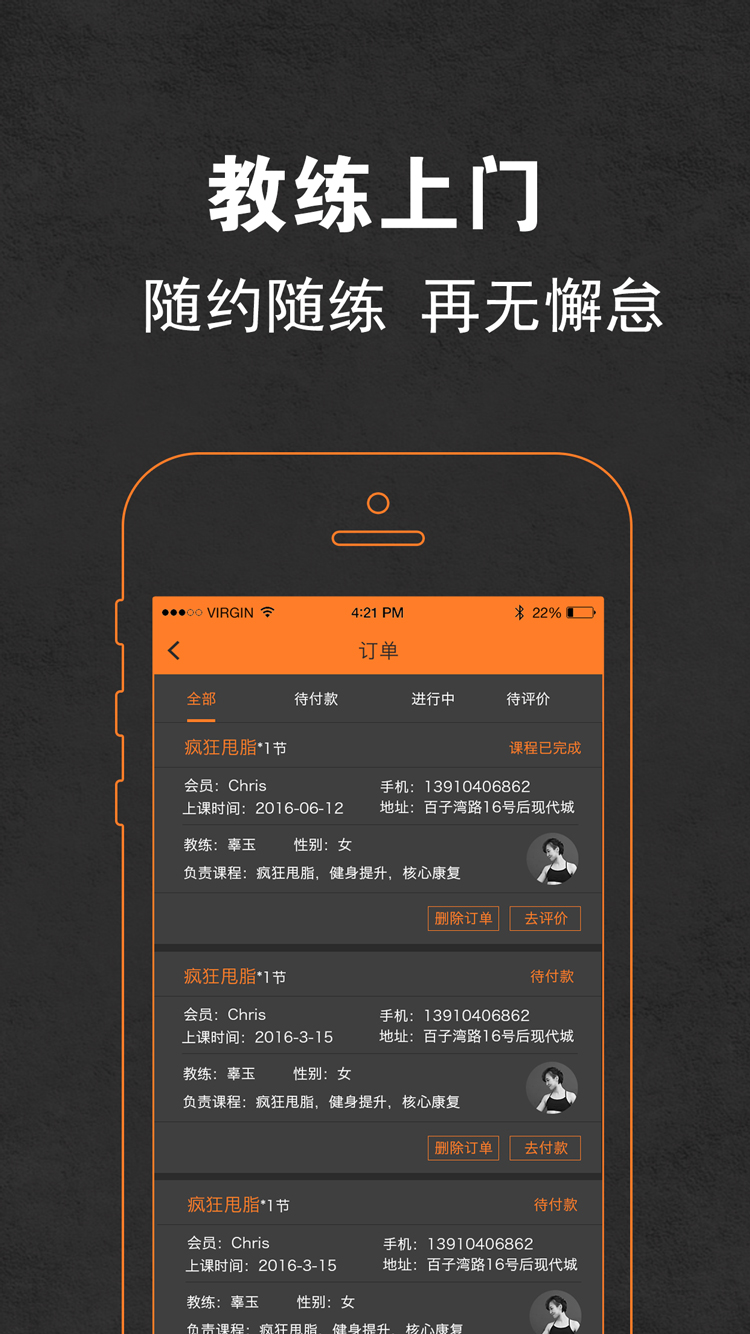 教练上门
随约随练 再无懈怠
VIRGIN 4:21 PM 22%
订单
全部 待付款 进行中 待评价
疯狂甩脂*1节 课程已完成
会员：Chris 手机：13910406862
上课时间：2016-06-12 地址：百子湾路16号后现代城
教练：辜玉 性别：女
负责课程：疯狂甩脂，健身提升，核心康复
删除订单 去评价
疯狂甩脂*1节 待付款
会员：Chris 手机：13910406862
上课时间：2016-3-15 地址：百子湾路16号后现代城
教练：辜玉 性别：女
负责课程：疯狂甩脂，健身提升，核心康复
删除订单 去付款
疯狂甩脂*1节 待付款
会员：Chris 手机：13910406862
上课时间：2016-3-15 地址：百子湾路16号后现代城
教练：辜玉 性别：女
负责课程：疯狂甩脂，健身提升，核心康复